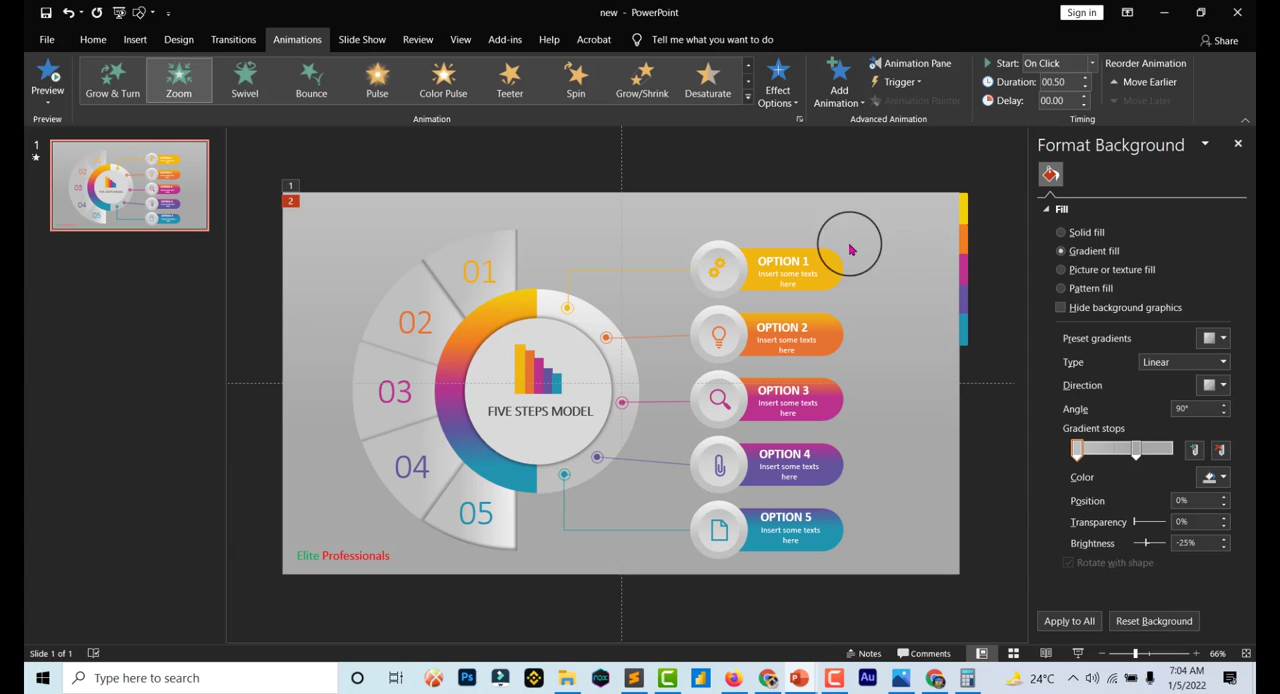 new - PowerPoint
Sign in
File Home Insert Design Transitions Animations Slide Show Review View Add-ins Help Acrobat Tell me what you want to do Share
Preview
Grow & Turn
Zoom
Swivel
Bounce
Pulse
Color Pulse
Teeter
Spin
Grow/Shrink
Desaturate
Effect
Options
Add
Animation
Animation Pane
Trigger
Animation Painter
Start: On Click
Duration: 00.50
Delay: 00.00
Reorder Animation
Move Earlier
Move Later
Preview
Animation
Advanced Animation
Timing
1
1
2
01
02
03
04
05
FIVE STEPS MODEL
OPTION 1
Insert some texts
here
OPTION 2
Insert some texts
here
OPTION 3
Insert some texts
here
OPTION 4
Insert some texts
here
OPTION 5
Insert some texts
here
Elite Professionals
Format Background
Fill
Solid fill
Gradient fill
Picture or texture fill
Pattern fill
Hide background graphics
Preset gradients
Type Linear
Direction
Angle 90°
Gradient stops
Color
Position 0%
Transparency 0%
Brightness -25%
Rotate with shape
Apply to All
Reset Background
Slide 1 of 1
Notes
Comments
66%
Type here to search
24°C
7:04 AM
1/5/2022